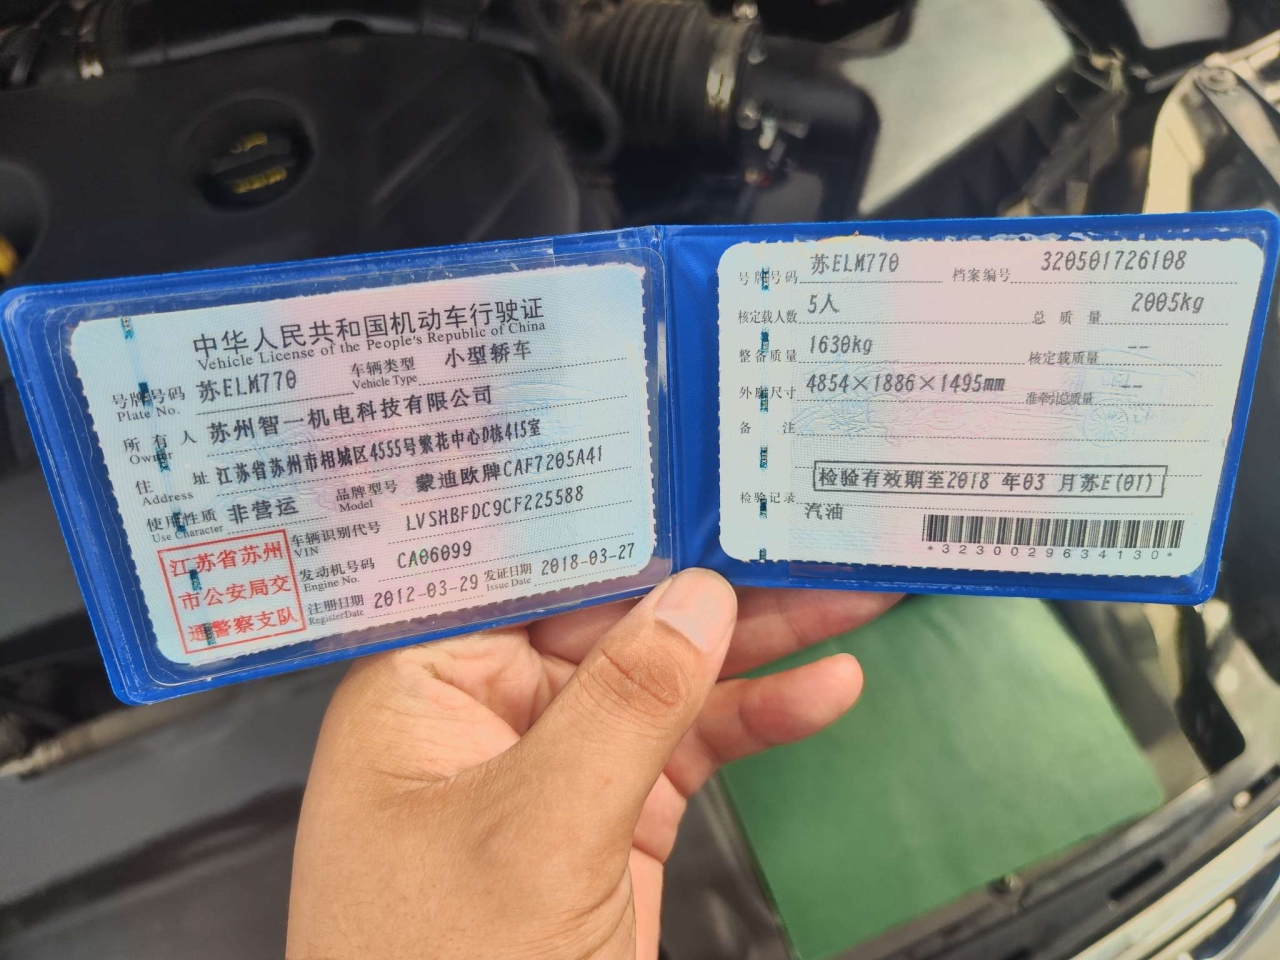 中华人民共和国机动车行驶证
Vehicle License of the People's Republic of China
号牌号码 苏ELM770 车辆类型 小型轿车
Plate No. Vehicle Type
所有人 苏州智一机电科技有限公司
Owner
住址 江苏省苏州市相城区4555号繁花中心D栋415室
Address
使用性质 非营运 品牌型号 蒙迪欧牌CAF7205A41
Use Character Model
江苏省苏州
市公安局交
通警察支队
车辆识别代号 LVSHBFDC9CF225588
VIN
发动机号码 CA06099
Engine No.
注册日期 2012-03-29 发证日期 2018-03-27
Register Date Issue Date
号牌号码 苏ELM770 档案编号 320501726108
核定载人数 5人 总质量 2005kg
整备质量 1630kg 核定载质量 --
外廓尺寸 4854×1886×1495mm 准牵引总质量 --
备注
检验有效期至2018 年03 月苏E(01)
检验记录
汽油
*3230029634130*